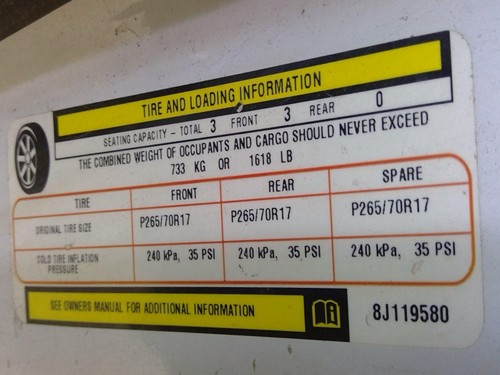 TIRE AND LOADING INFORMATION
SEATING CAPACITY - TOTAL 3 FRONT 3 REAR 0
THE COMBINED WEIGHT OF OCCUPANTS AND CARGO SHOULD NEVER EXCEED
733 KG OR 1618 LB
TIRE FRONT REAR SPARE
ORIGINAL TIRE SIZE P265/70R17 P265/70R17 P265/70R17
COLD TIRE INFLATION PRESSURE 240 kPa, 35 PSI 240 kPa, 35 PSI 240 kPa, 35 PSI
SEE OWNERS MANUAL FOR ADDITIONAL INFORMATION 8J119580